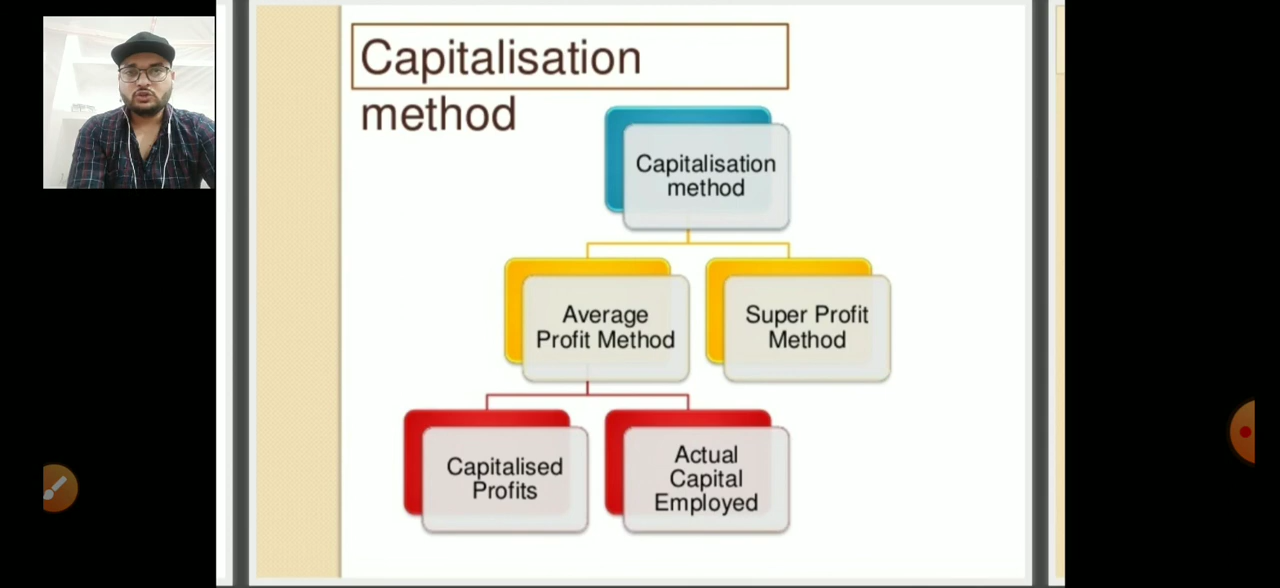 Capitalisation
method
Capitalisation
method
Average
Profit Method
Super Profit
Method
Capitalised
Profits
Actual
Capital
Employed